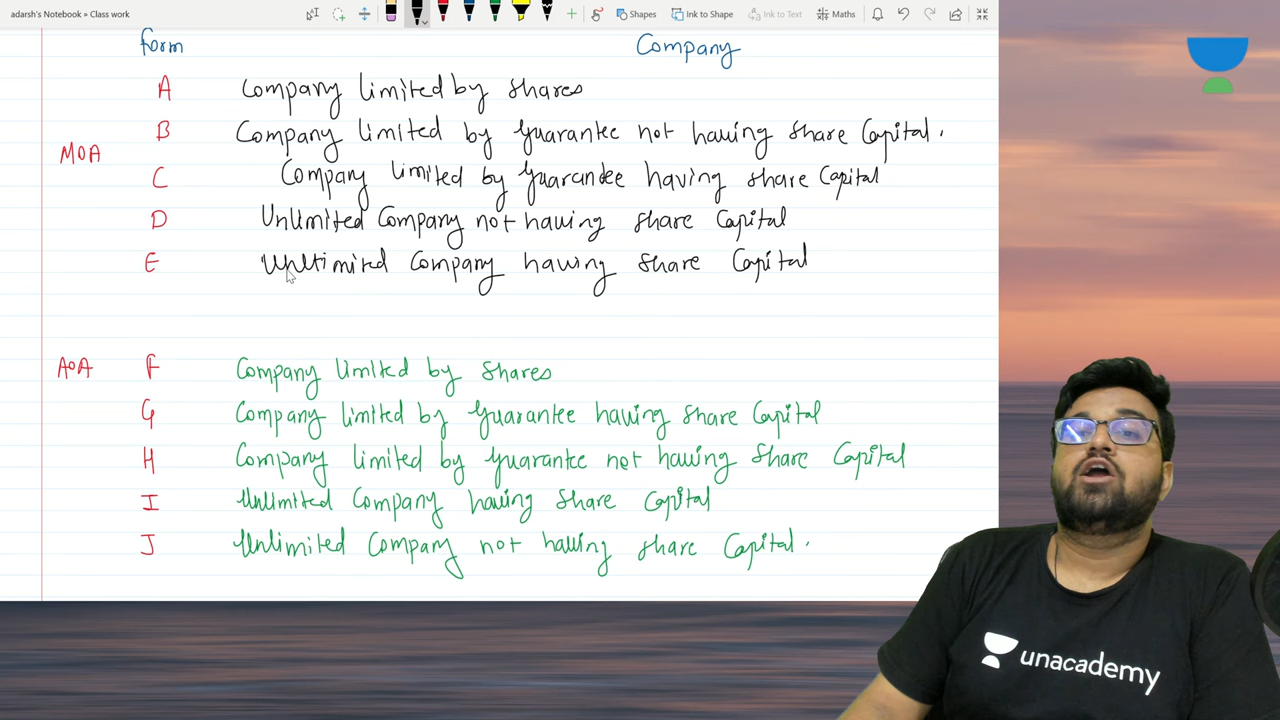 adarsh's Notebook » Class work
Shapes
Ink to Shape
Ink to Text
Maths
form Company
A Company limited by shares
B Company limited by guarantee not having share Capital.
MOA
C Company limited by guarandee having share Capital
D Unlimited Company not having share Capital
E Unltimited Company having share Capital
AOA F Company limited by shares
G Company limited by guarantee having share Capital
H Company limited by guarantee not having share Capital
I Unlimited Company having share Capital
J Unlimited Company not having share Capital.
unacademy